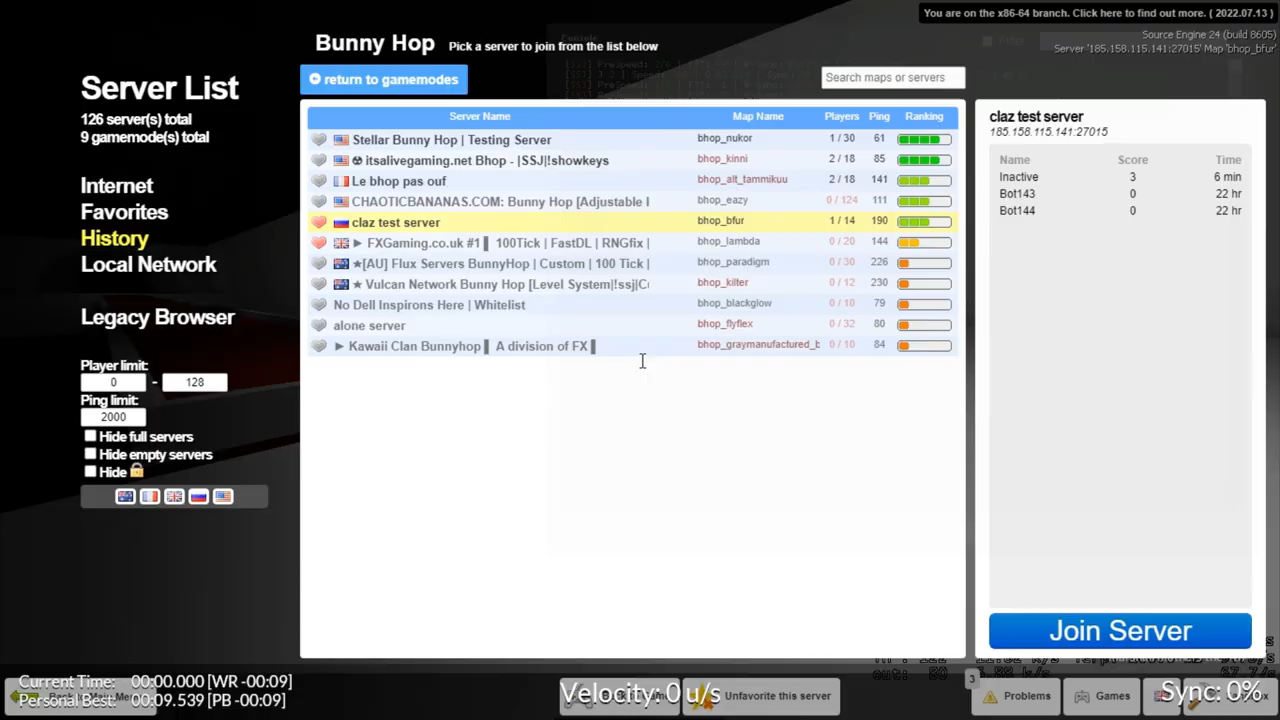 You are on the x86-64 branch. Click here to find out more. ( 2022.07.13 )
Source Engine 24 (build 8605)
Server '185.158.115.141:27015' Map 'bhop_bfur'
Bunny Hop Pick a server to join from the list below
return to gamemodes
Search maps or servers
Server List
126 server(s) total
9 gamemode(s) total
Internet
Favorites
History
Local Network
Legacy Browser
Player limit:
0 - 128
Ping limit:
2000
Hide full servers
Hide empty servers
Hide
Server Name Map Name Players Ping Ranking
Stellar Bunny Hop | Testing Server bhop_nukor 1 / 30 61
☢ itsalivegaming.net Bhop - |SSJ|!showkeys bhop_kinni 2 / 18 85
Le bhop pas ouf bhop_alt_tammikuu 2 / 18 141
CHAOTICBANANAS.COM: Bunny Hop [Adjustable bhop_eazy 0 / 124 111
claz test server bhop_bfur 1 / 14 190
► FXGaming.co.uk #1 ▌ 100Tick | FastDL | RNGfix | bhop_lambda 0 / 20 144
★[AU] Flux Servers BunnyHop | Custom | 100 Tick | bhop_paradigm 0 / 30 226
★ Vulcan Network Bunny Hop [Level System|!ssj| bhop_kilter 0 / 12 230
No Dell Inspirons Here | Whitelist bhop_blackglow 0 / 10 79
alone server bhop_flyflex 0 / 32 80
► Kawaii Clan Bunnyhop ▌ A division of FX ▌ bhop_graymanufactured_b 0 / 10 84
claz test server
185.158.115.141:27015
Name Score Time
Inactive 3 6 min
Bot143 0 22 hr
Bot144 0 22 hr
Join Server
Current Time: 00:00.000 [WR -00:09]
Personal Best: 00:09.539 [PB -00:09]
Velocity: 0 u/s
Unfavorite this server
3
Problems
Games
Sync: 0%